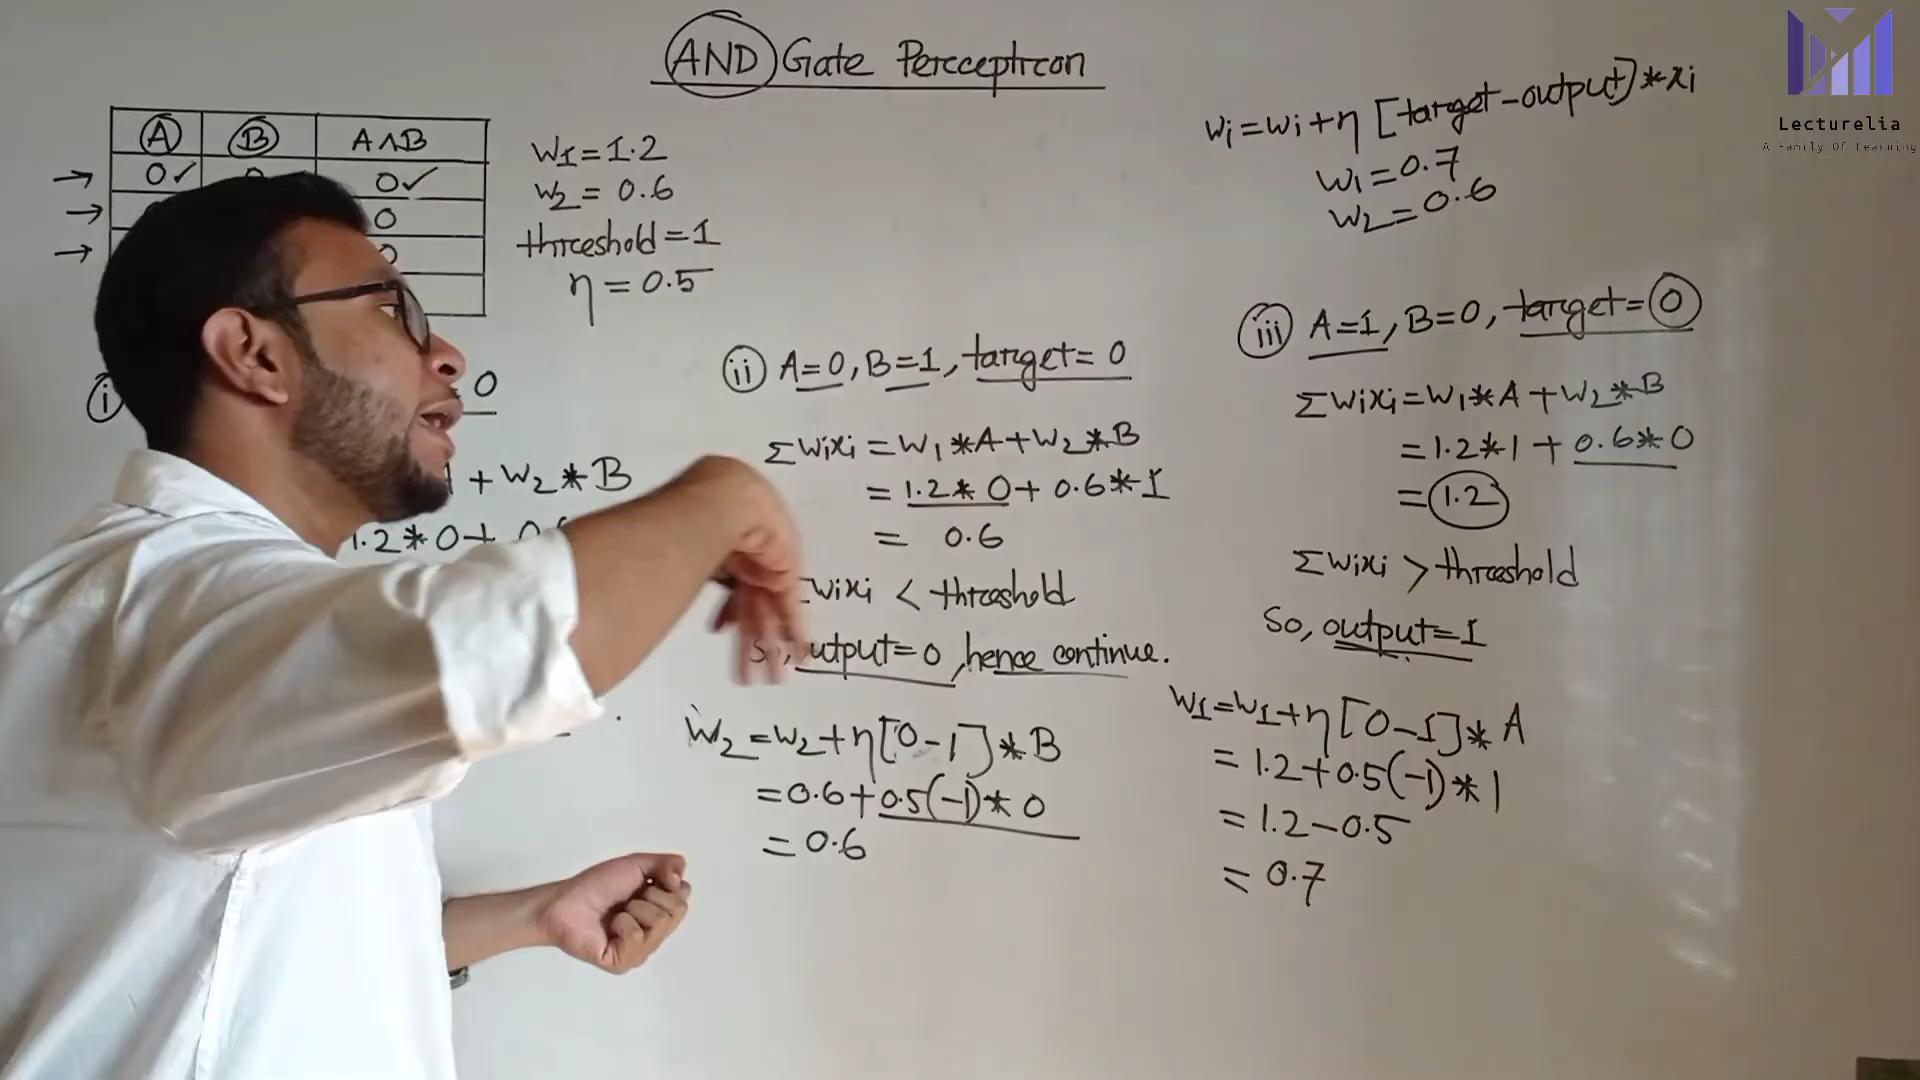 AND Gate Perceptron
A B A∧B
→ 0✓ 0✓
→ 0
→ 0
W1=1.2
W2=0.6
threshold=1
η=0.5
wi=wi+η[target-output]*xi
W1=0.7
W2=0.6
Lecturelia
A Family Of Learning
i 0
+W2*B
1.2*0+
ii A=0, B=1, target=0
Σwixi=W1*A+W2*B
=1.2*0+0.6*1
= 0.6
wixi < threshold
output=0, hence continue.
W2=W2+η[0-1]*B
=0.6+0.5(-1)*0
=0.6
iii A=1, B=0, target=0
Σwixi=W1*A+W2*B
=1.2*1+0.6*0
=1.2
Σwixi > threshold
So, output=1
W1=W1+η[0-1]*A
=1.2+0.5(-1)*1
=1.2-0.5
=0.7